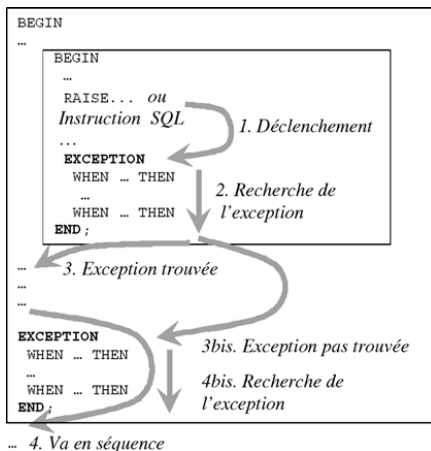 BEGIN
…
BEGIN
…
RAISE... ou
Instruction SQL
1. Déclenchement
...
EXCEPTION
WHEN … THEN
…
WHEN … THEN
END;
2. Recherche de
l'exception
…
3. Exception trouvée
…
…
EXCEPTION
WHEN … THEN
…
WHEN … THEN
END;
3bis. Exception pas trouvée
4bis. Recherche de
l'exception
… 4. Va en séquence